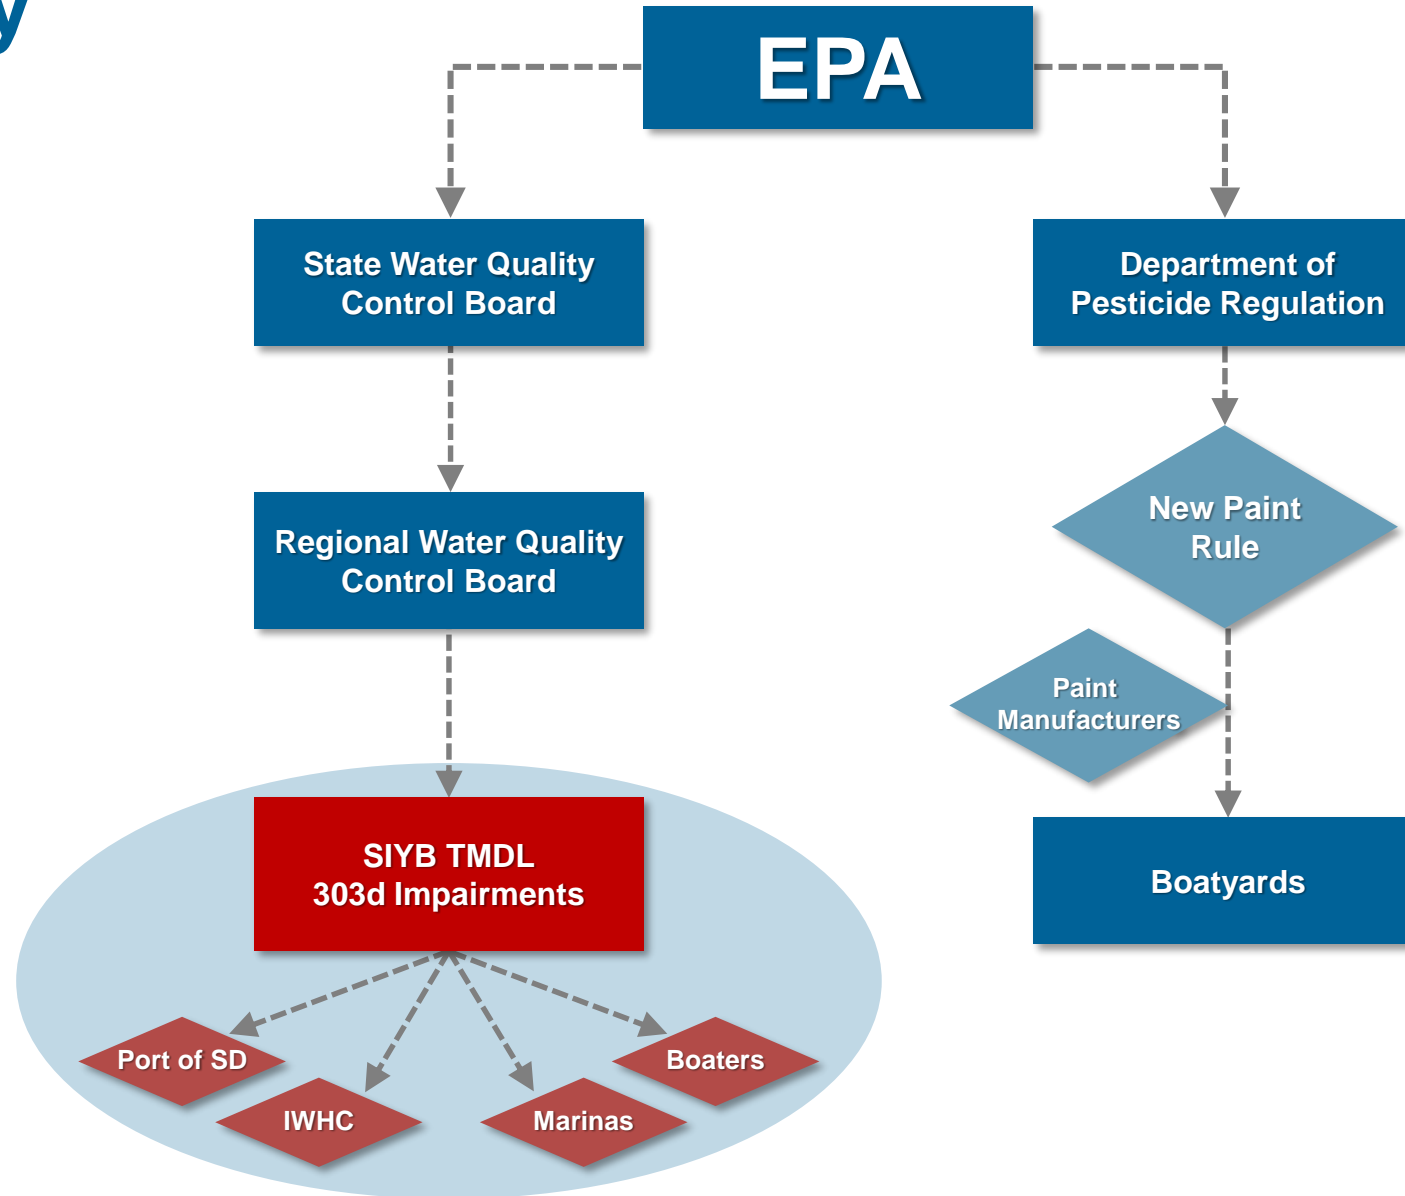 y
EPA
State Water Quality
Control Board
Department of
Pesticide Regulation
Regional Water Quality
Control Board
New Paint
Rule
Paint
Manufacturers
SIYB TMDL
303d Impairments
Boatyards
Port of SD
IWHC
Marinas
Boaters